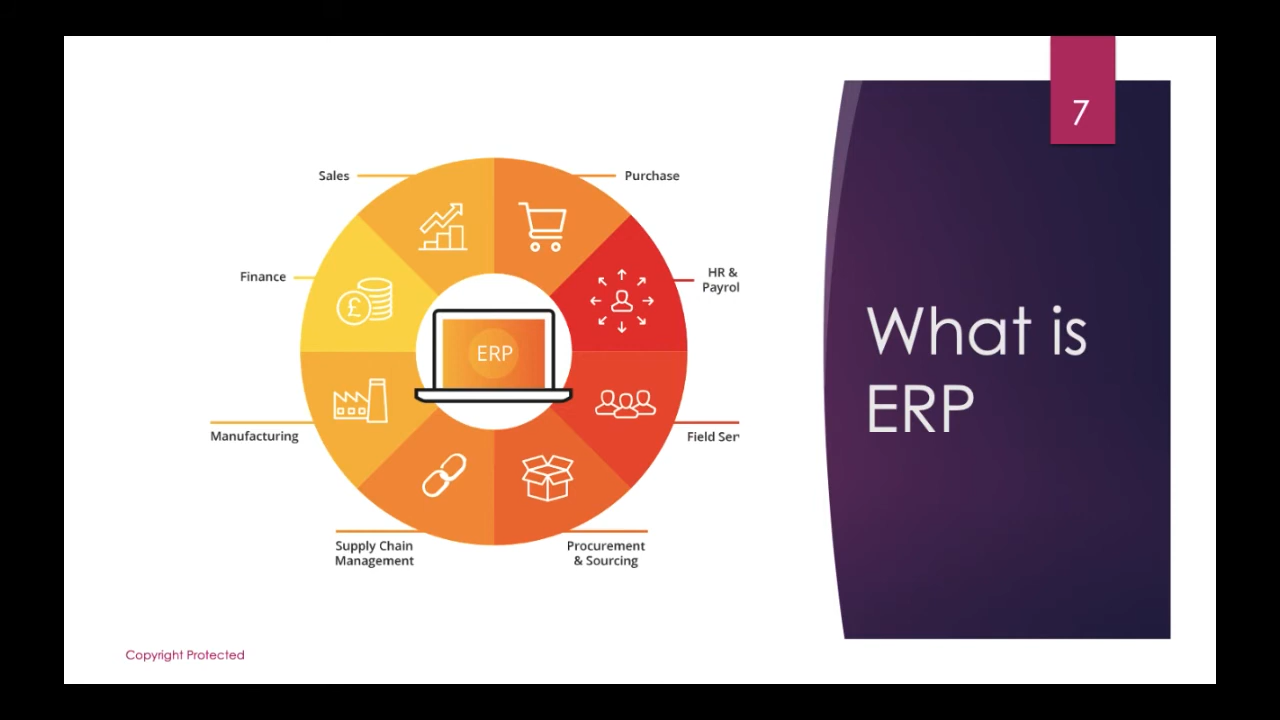 7
What is
ERP
Sales
Purchase
Finance
HR &
Payrol
ERP
£
Manufacturing
Field Ser
Supply Chain
Management
Procurement
& Sourcing
Copyright Protected